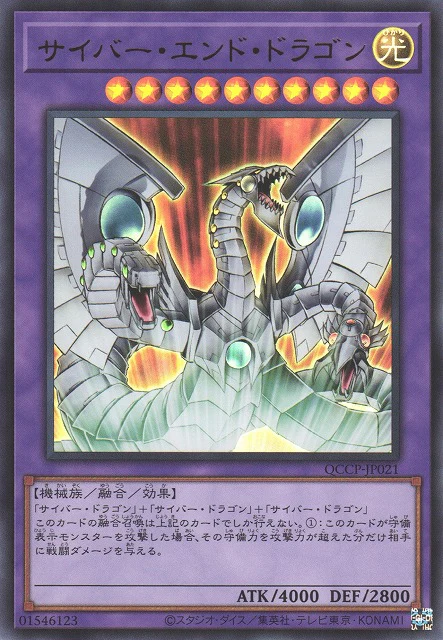 サイバー・エンド・ドラゴン
光
QCCP-JP021
【機械族／融合／効果】
「サイバー・ドラゴン」＋「サイバー・ドラゴン」＋「サイバー・ドラゴン」
このカードの融合召喚は上記のカードでしか行えない。①：このカードが守備
表示モンスターを攻撃した場合、その守備力を攻撃力が超えた分だけ相手
に戦闘ダメージを与える。
ATK/4000 DEF/2800
01546123
©スタジオ・ダイス／集英社・テレビ東京・KONAMI